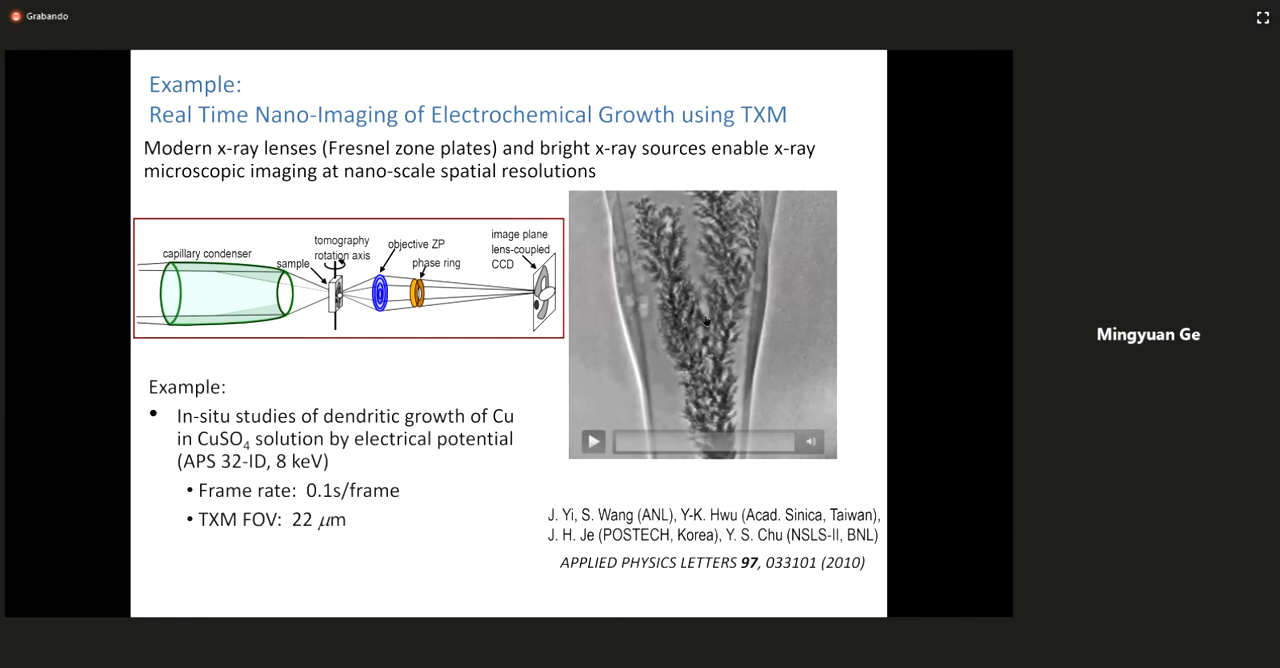 Grabando
Example:
Real Time Nano-Imaging of Electrochemical Growth using TXM
Modern x-ray lenses (Fresnel zone plates) and bright x-ray sources enable x-ray
microscopic imaging at nano-scale spatial resolutions
capillary condenser
sample
tomography
rotation axis
objective ZP
phase ring
image plane
lens-coupled
CCD
Example:
• In-situ studies of dendritic growth of Cu
in CuSO₄ solution by electrical potential
(APS 32-ID, 8 keV)
• Frame rate: 0.1s/frame
• TXM FOV: 22 μm
J. Yi, S. Wang (ANL), Y-K. Hwu (Acad. Sinica, Taiwan),
J. H. Je (POSTECH, Korea), Y. S. Chu (NSLS-II, BNL)
APPLIED PHYSICS LETTERS 97, 033101 (2010)
Mingyuan Ge